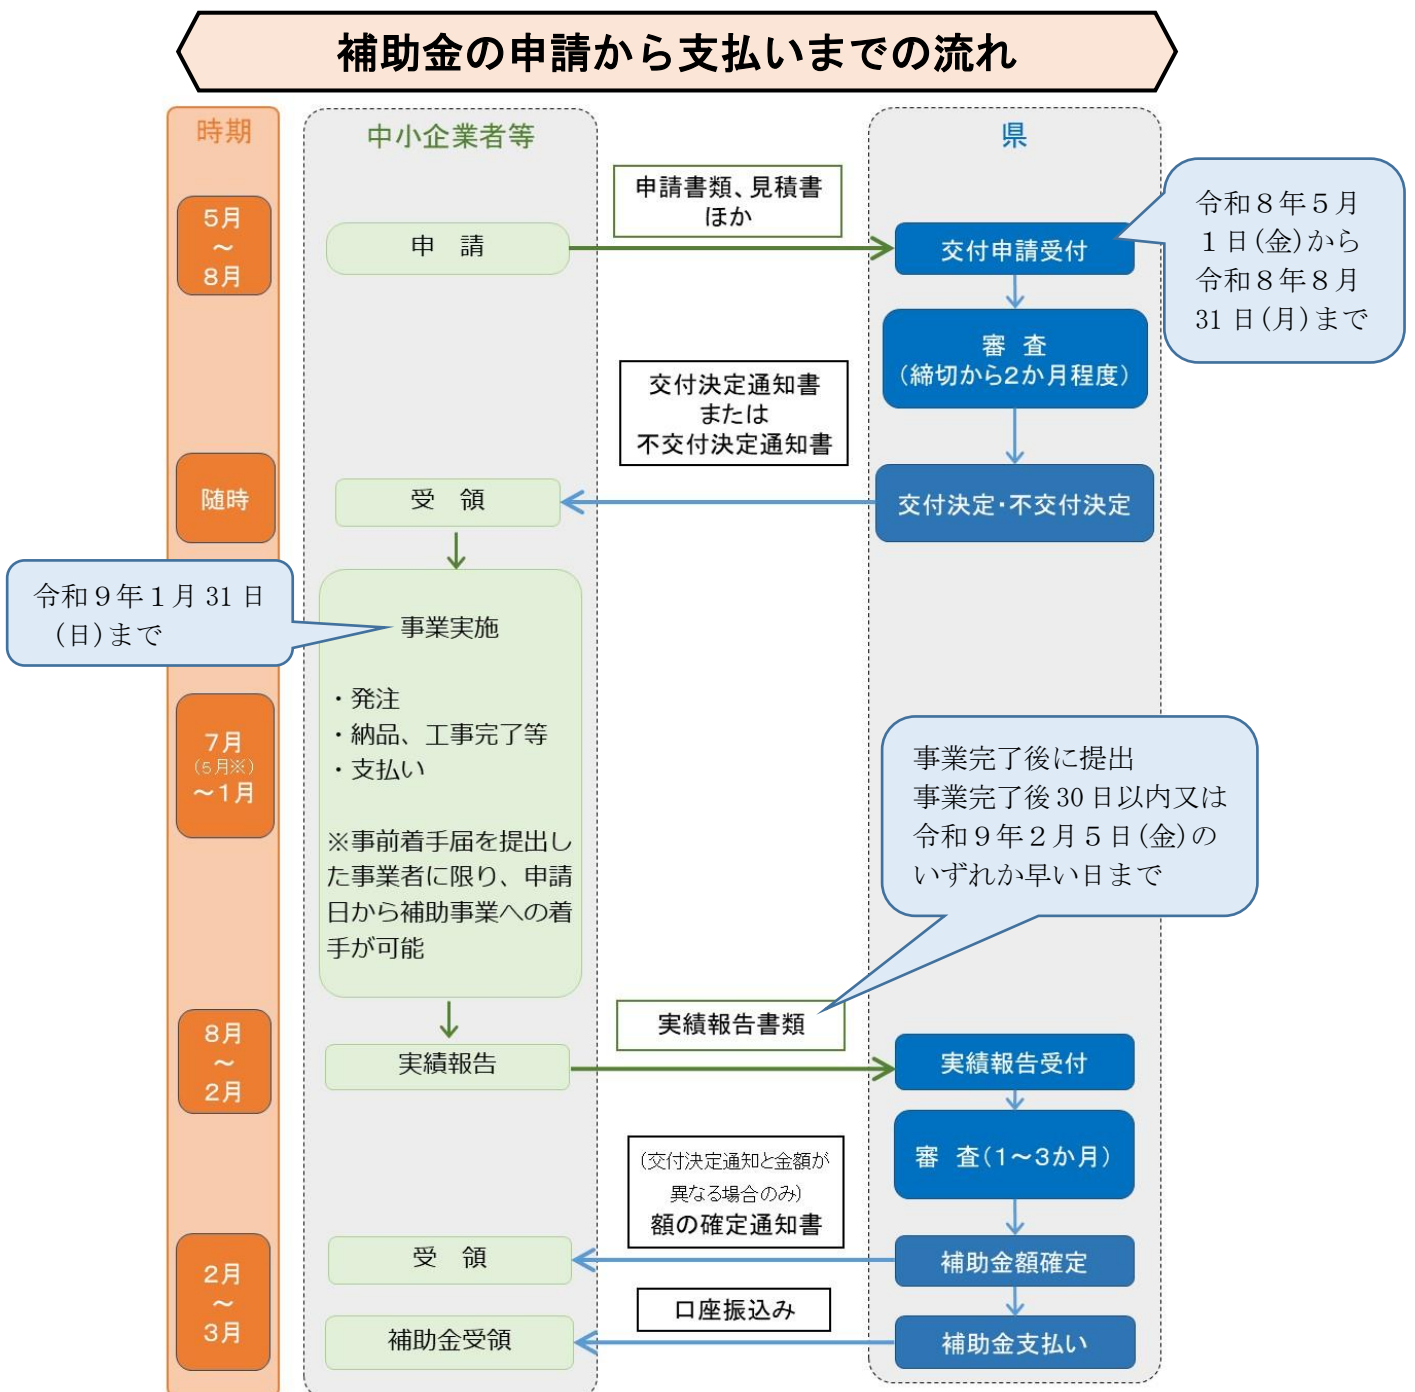 補助金の申請から支払いまでの流れ
時期
中小企業者等
県
5月
～
8月
申　請
申請書類、見積書
ほか
交付申請受付
令和８年５月
１日(金)から
令和８年８月
31日(月)まで
審　査
（締切から2か月程度）
交付決定通知書
または
不交付決定通知書
随時
受　領
交付決定・不交付決定
令和９年１月31日
(日)まで
事業実施
・発注
・納品、工事完了等
・支払い
※事前着手届を提出し
た事業者に限り、申請
日から補助事業への着
手が可能
7月
（5月※）
～1月
事業完了後に提出
事業完了後30日以内又は
令和９年２月５日(金)の
いずれか早い日まで
8月
～
2月
実績報告
実績報告書類
実績報告受付
審　査（1～3か月）
（交付決定通知と金額が
異なる場合のみ）
額の確定通知書
2月
～
3月
受　領
補助金額確定
口座振込み
補助金受領
補助金支払い